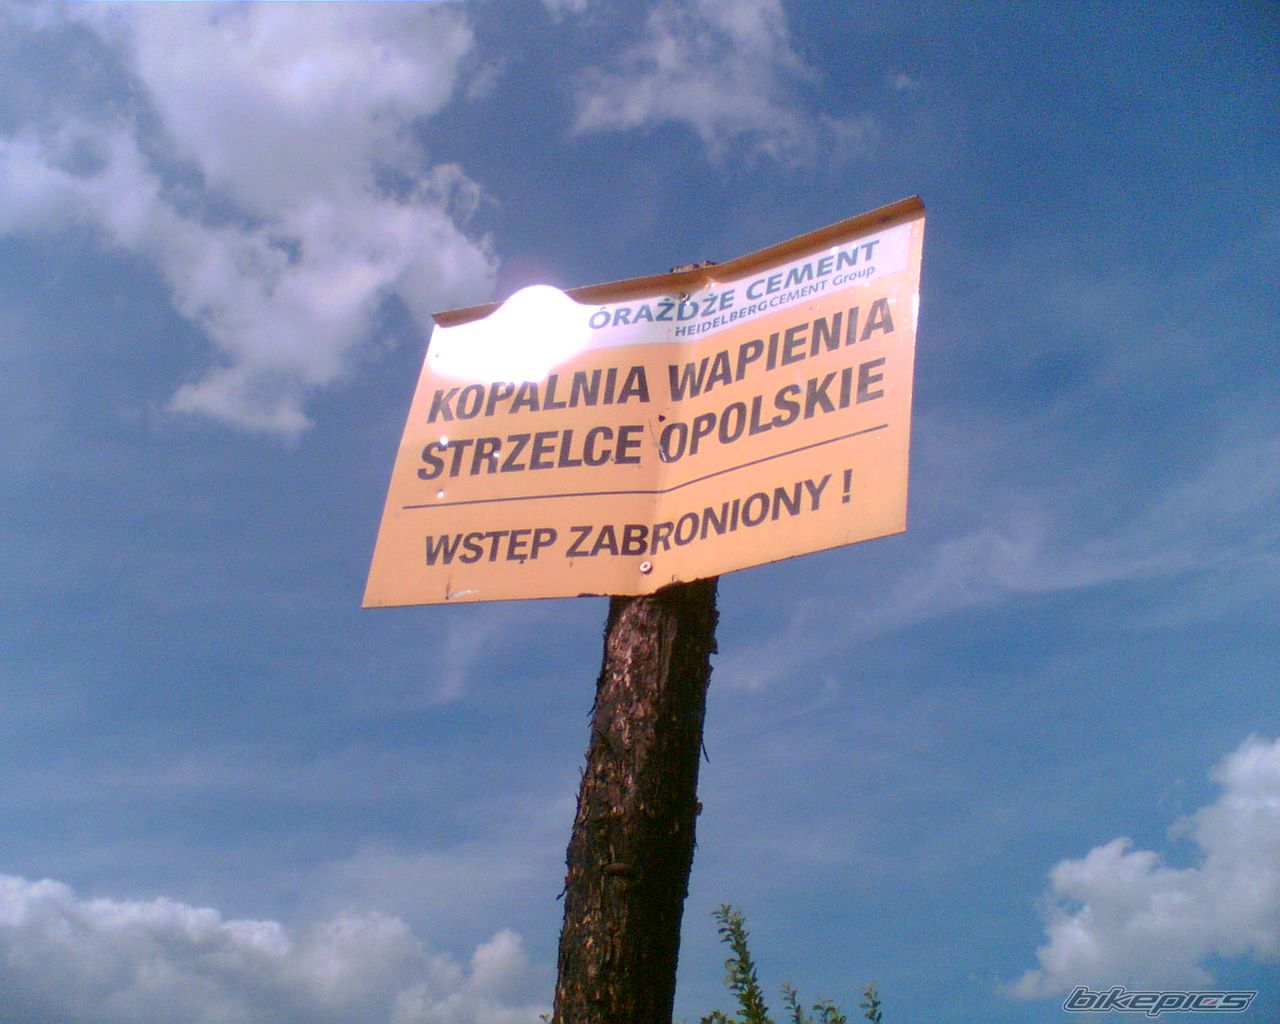 ÓRAŻDŻE CEMENT
HEIDELBERGCEMENT Group
KOPALNIA WAPIENIA
STRZELCE OPOLSKIE
WSTĘP ZABRONIONY !
bikepics